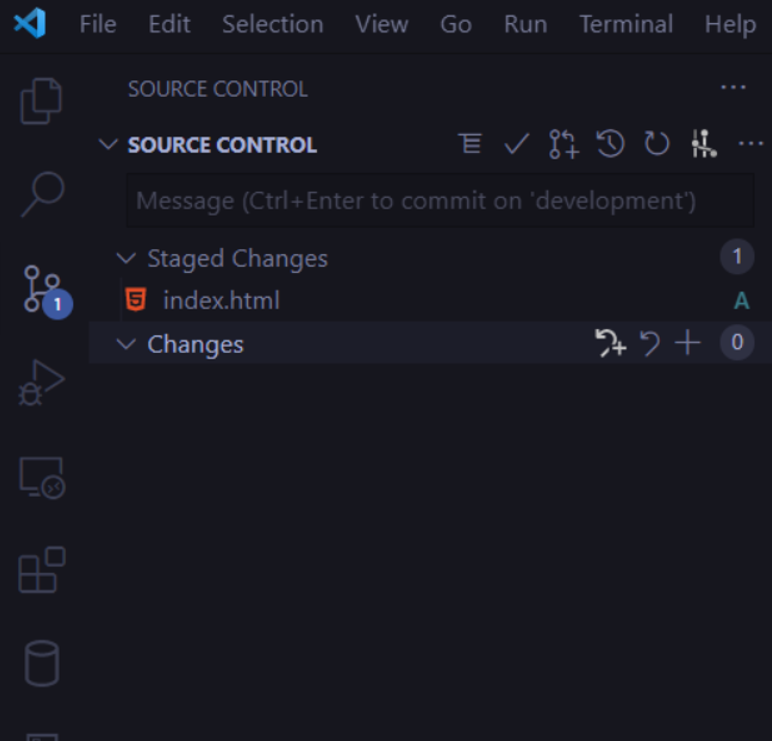 File Edit Selection View Go Run Terminal Help
SOURCE CONTROL
SOURCE CONTROL
Message (Ctrl+Enter to commit on 'development')
Staged Changes 1
index.html A
1
Changes 0